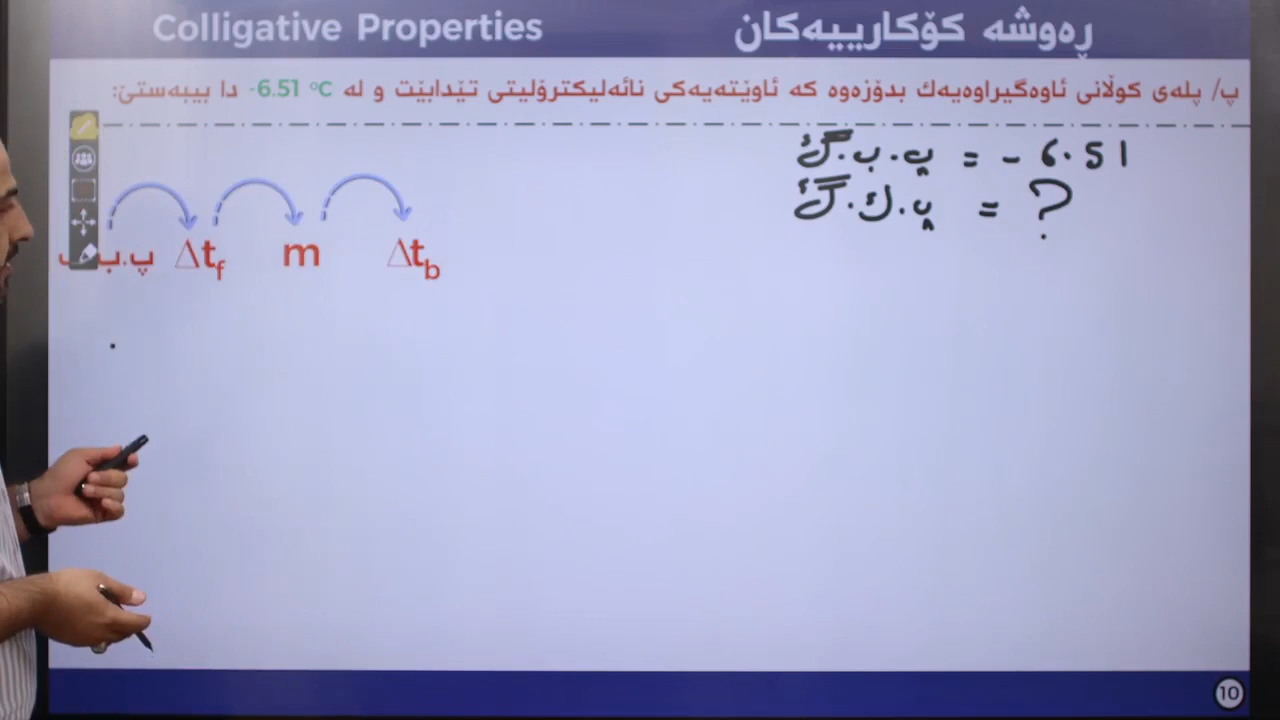 Colligative Properties ڕەوشە کۆکارییەکان
پ/ پلەی کوڵانی ئاوەگیراوەیەك بدۆزەوە کە ئاوێتەیەکی نائەلیکترۆلیتی تێدابێت و لە -6.51 °C دا بیبەستێ:
پ.ب.گ = - 6.51
پ.ك.گ = ?
پ.ب Δtf m Δtb
10